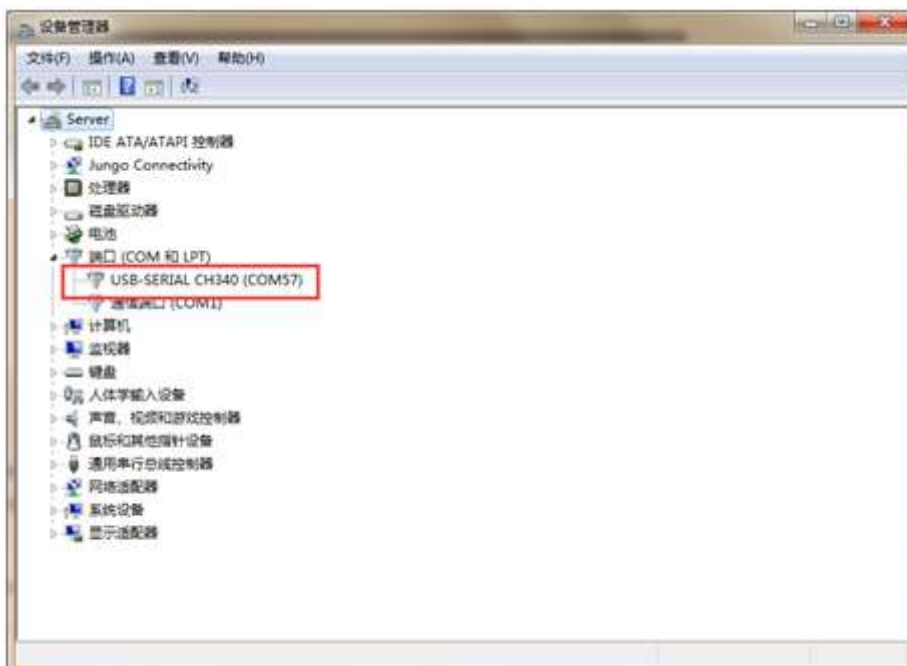 设备管理器
文件(F) 操作(A) 查看(V) 帮助(H)
Server
IDE ATA/ATAPI 控制器
Jungo Connectivity
处理器
磁盘驱动器
电池
端口 (COM 和 LPT)
USB-SERIAL CH340 (COM57)
通信端口 (COM1)
计算机
监视器
键盘
人体学输入设备
声音、视频和游戏控制器
鼠标和其他指针设备
通用串行总线控制器
网络适配器
系统设备
显示适配器